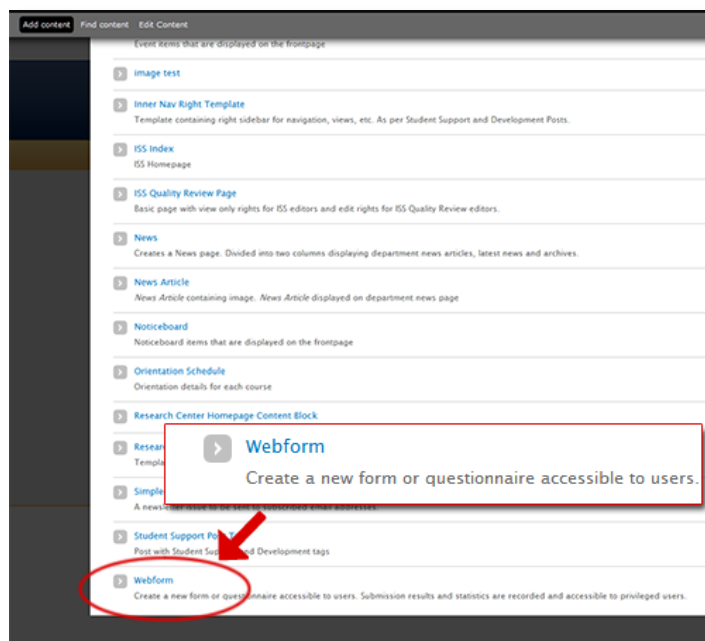 Add content Find content Edit Content
Event items that are displayed on the frontpage
image test
Inner Nav Right Template
Template containing right sidebar for navigation, views, etc. As per Student Support and Development Posts.
ISS Index
ISS Homepage
ISS Quality Review Page
Basic page with view only rights for ISS editors and edit rights for ISS Quality Review editors.
News
Creates a News page. Divided into two columns displaying department news articles, latest news and archives.
News Article
News Article containing image. News Article displayed on department news page
Noticeboard
Noticeboard items that are displayed on the frontpage
Orientation Schedule
Orientation details for each course
Research Center Homepage Content Block
Webform
Create a new form or questionnaire accessible to users.
Simple
A newsletter issue to be sent to subscribed email addresses.
Student Support Post
Post with Student and Development tags
Webform
Create a new form or questionnaire accessible to users. Submission results and statistics are recorded and accessible to privileged users.